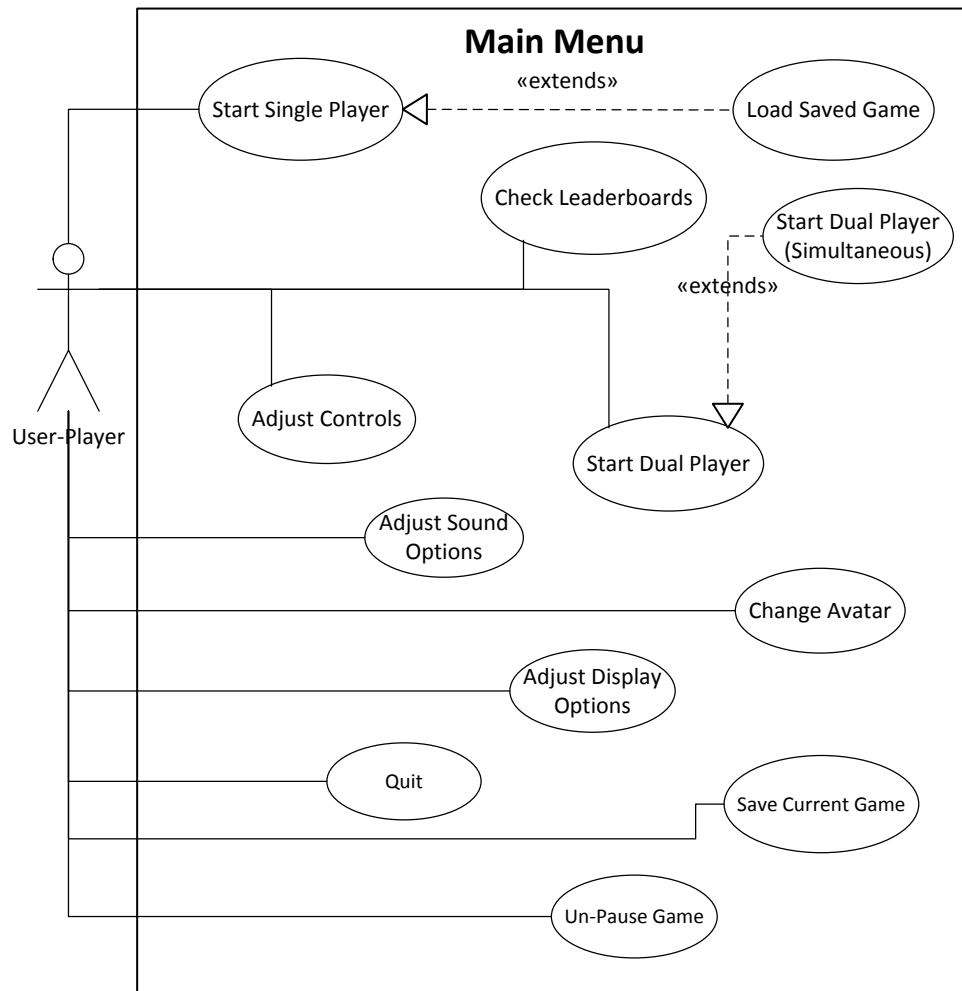 Main Menu
«extends»
Start Single Player
Load Saved Game
Check Leaderboards
Start Dual Player
(Simultaneous)
«extends»
Adjust Controls
User-Player
Start Dual Player
Adjust Sound
Options
Change Avatar
Adjust Display
Options
Quit
Save Current Game
Un-Pause Game